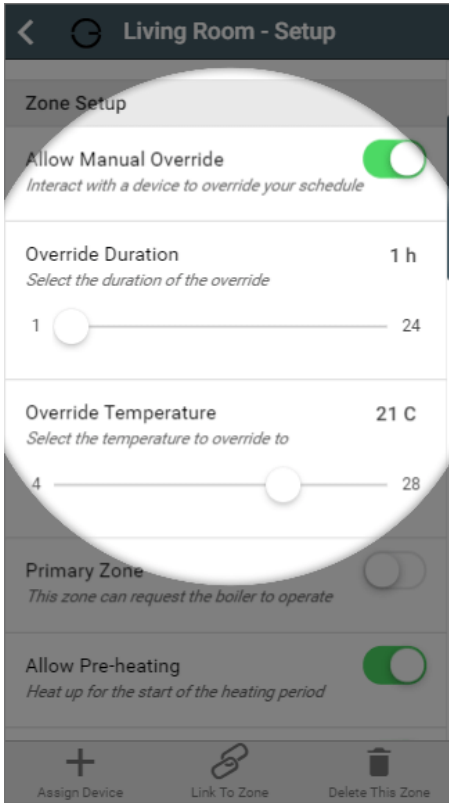 Living Room - Setup
Zone Setup
Allow Manual Override
Interact with a device to override your schedule
Override Duration 1 h
Select the duration of the override
1 24
Override Temperature 21 C
Select the temperature to override to
4 28
Primary Zone
This zone can request the boiler to operate
Allow Pre-heating
Heat up for the start of the heating period
Assign Device Link To Zone Delete This Zone